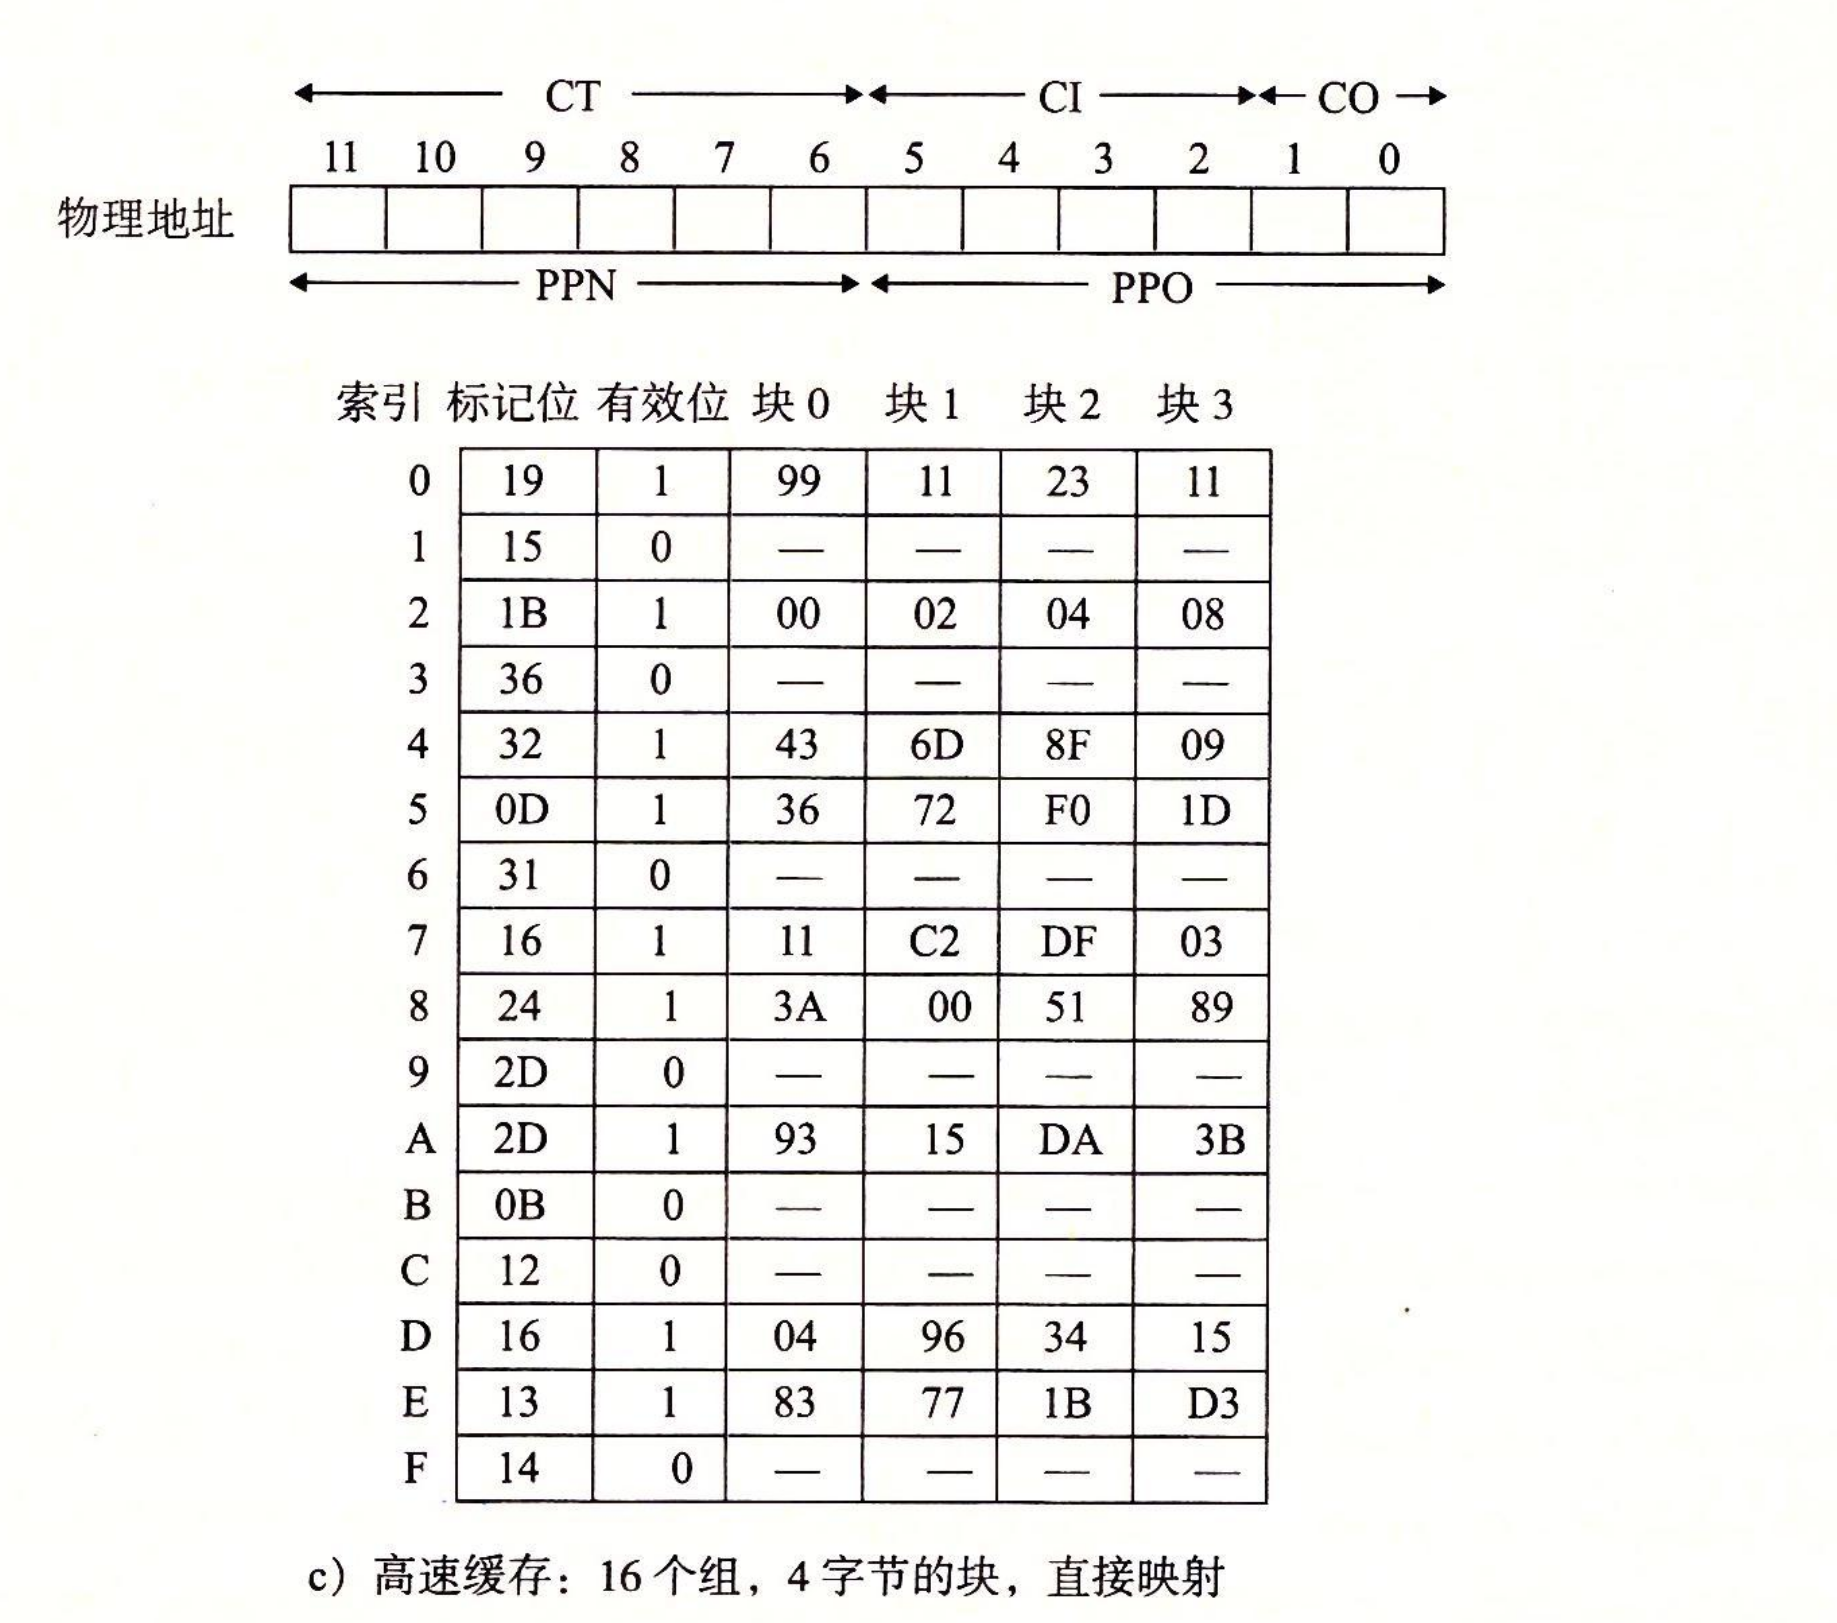 CT CI CO
11 10 9 8 7 6 5 4 3 2 1 0
物理地址
PPN PPO
索引 标记位 有效位 块0 块1 块2 块3
0 19 1 99 11 23 11
1 15 0 — — — —
2 1B 1 00 02 04 08
3 36 0 — — — —
4 32 1 43 6D 8F 09
5 0D 1 36 72 F0 1D
6 31 0 — — — —
7 16 1 11 C2 DF 03
8 24 1 3A 00 51 89
9 2D 0 — — — —
A 2D 1 93 15 DA 3B
B 0B 0 — — — —
C 12 0 — — — —
D 16 1 04 96 34 15
E 13 1 83 77 1B D3
F 14 0 — — — —
c）高速缓存：16个组，4字节的块，直接映射